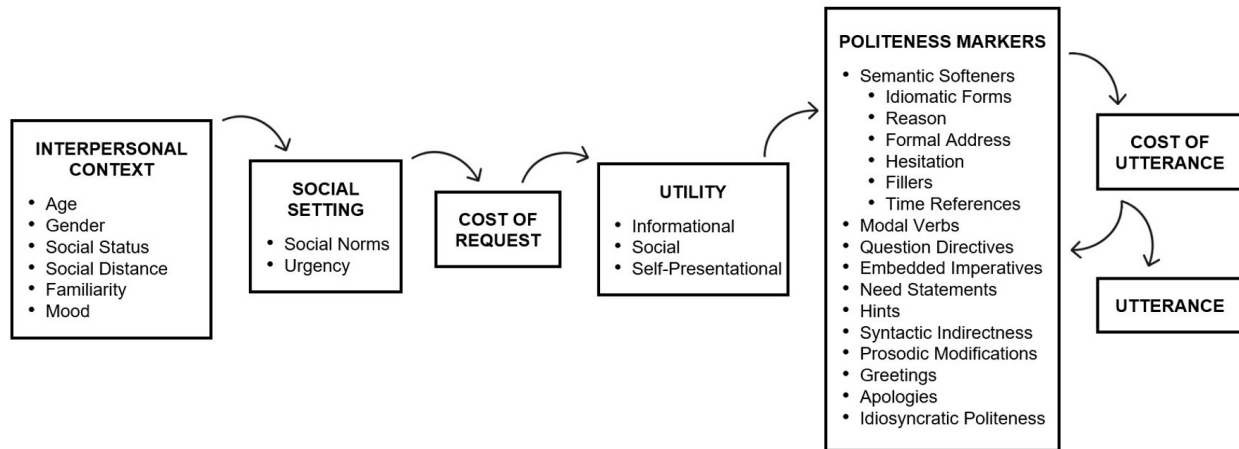 INTERPERSONAL
CONTEXT
• Age
• Gender
• Social Status
• Social Distance
• Familiarity
• Mood
SOCIAL
SETTING
• Social Norms
• Urgency
COST OF
REQUEST
UTILITY
• Informational
• Social
• Self-Presentational
POLITENESS MARKERS
• Semantic Softeners
• Idiomatic Forms
• Reason
• Formal Address
• Hesitation
• Fillers
• Time References
• Modal Verbs
• Question Directives
• Embedded Imperatives
• Need Statements
• Hints
• Syntactic Indirectness
• Prosodic Modifications
• Greetings
• Apologies
• Idiosyncratic Politeness
COST OF
UTTERANCE
UTTERANCE